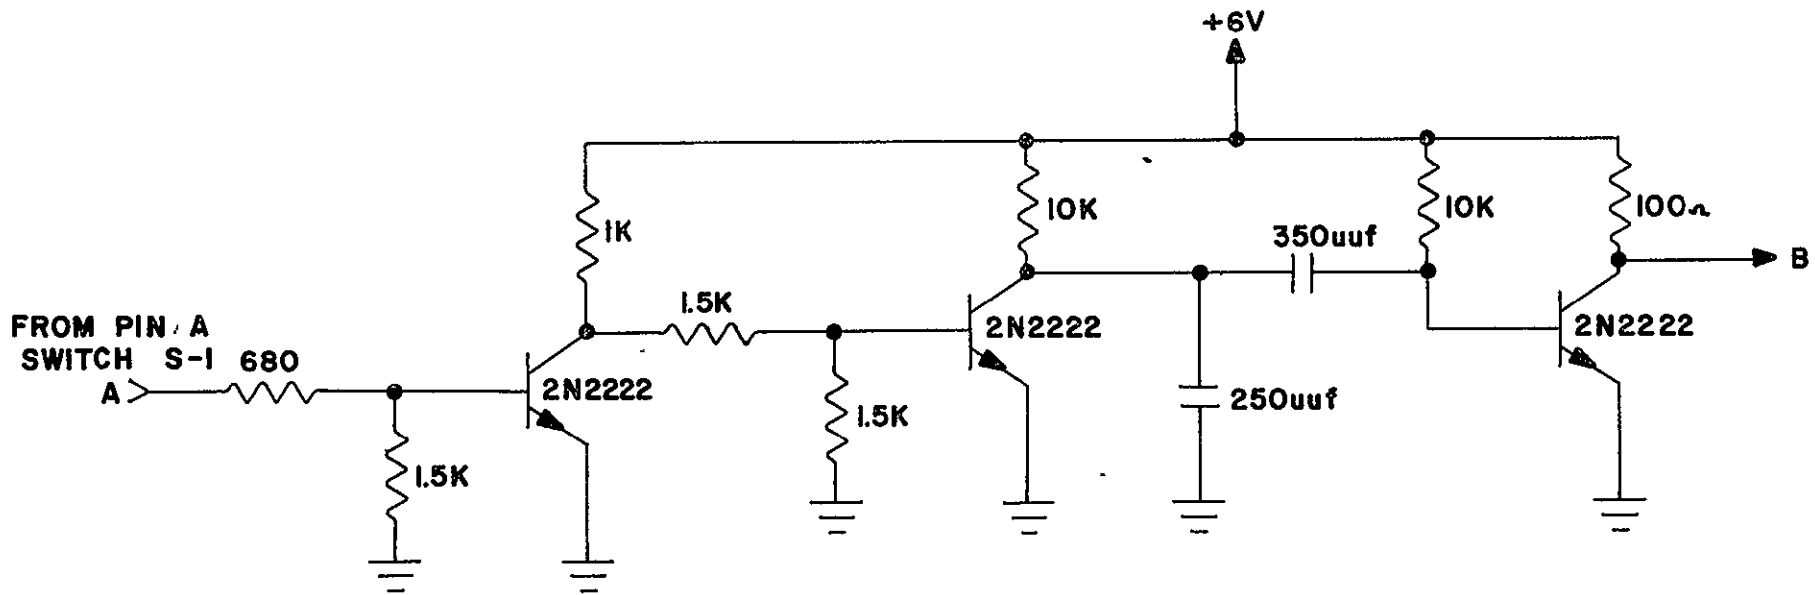 +6V
1K
10K
10K
100Ω
350uuf
1.5K
2N2222
2N2222
FROM PIN A
SWITCH S-1
680
A
2N2222
1.5K
1.5K
250uuf
B